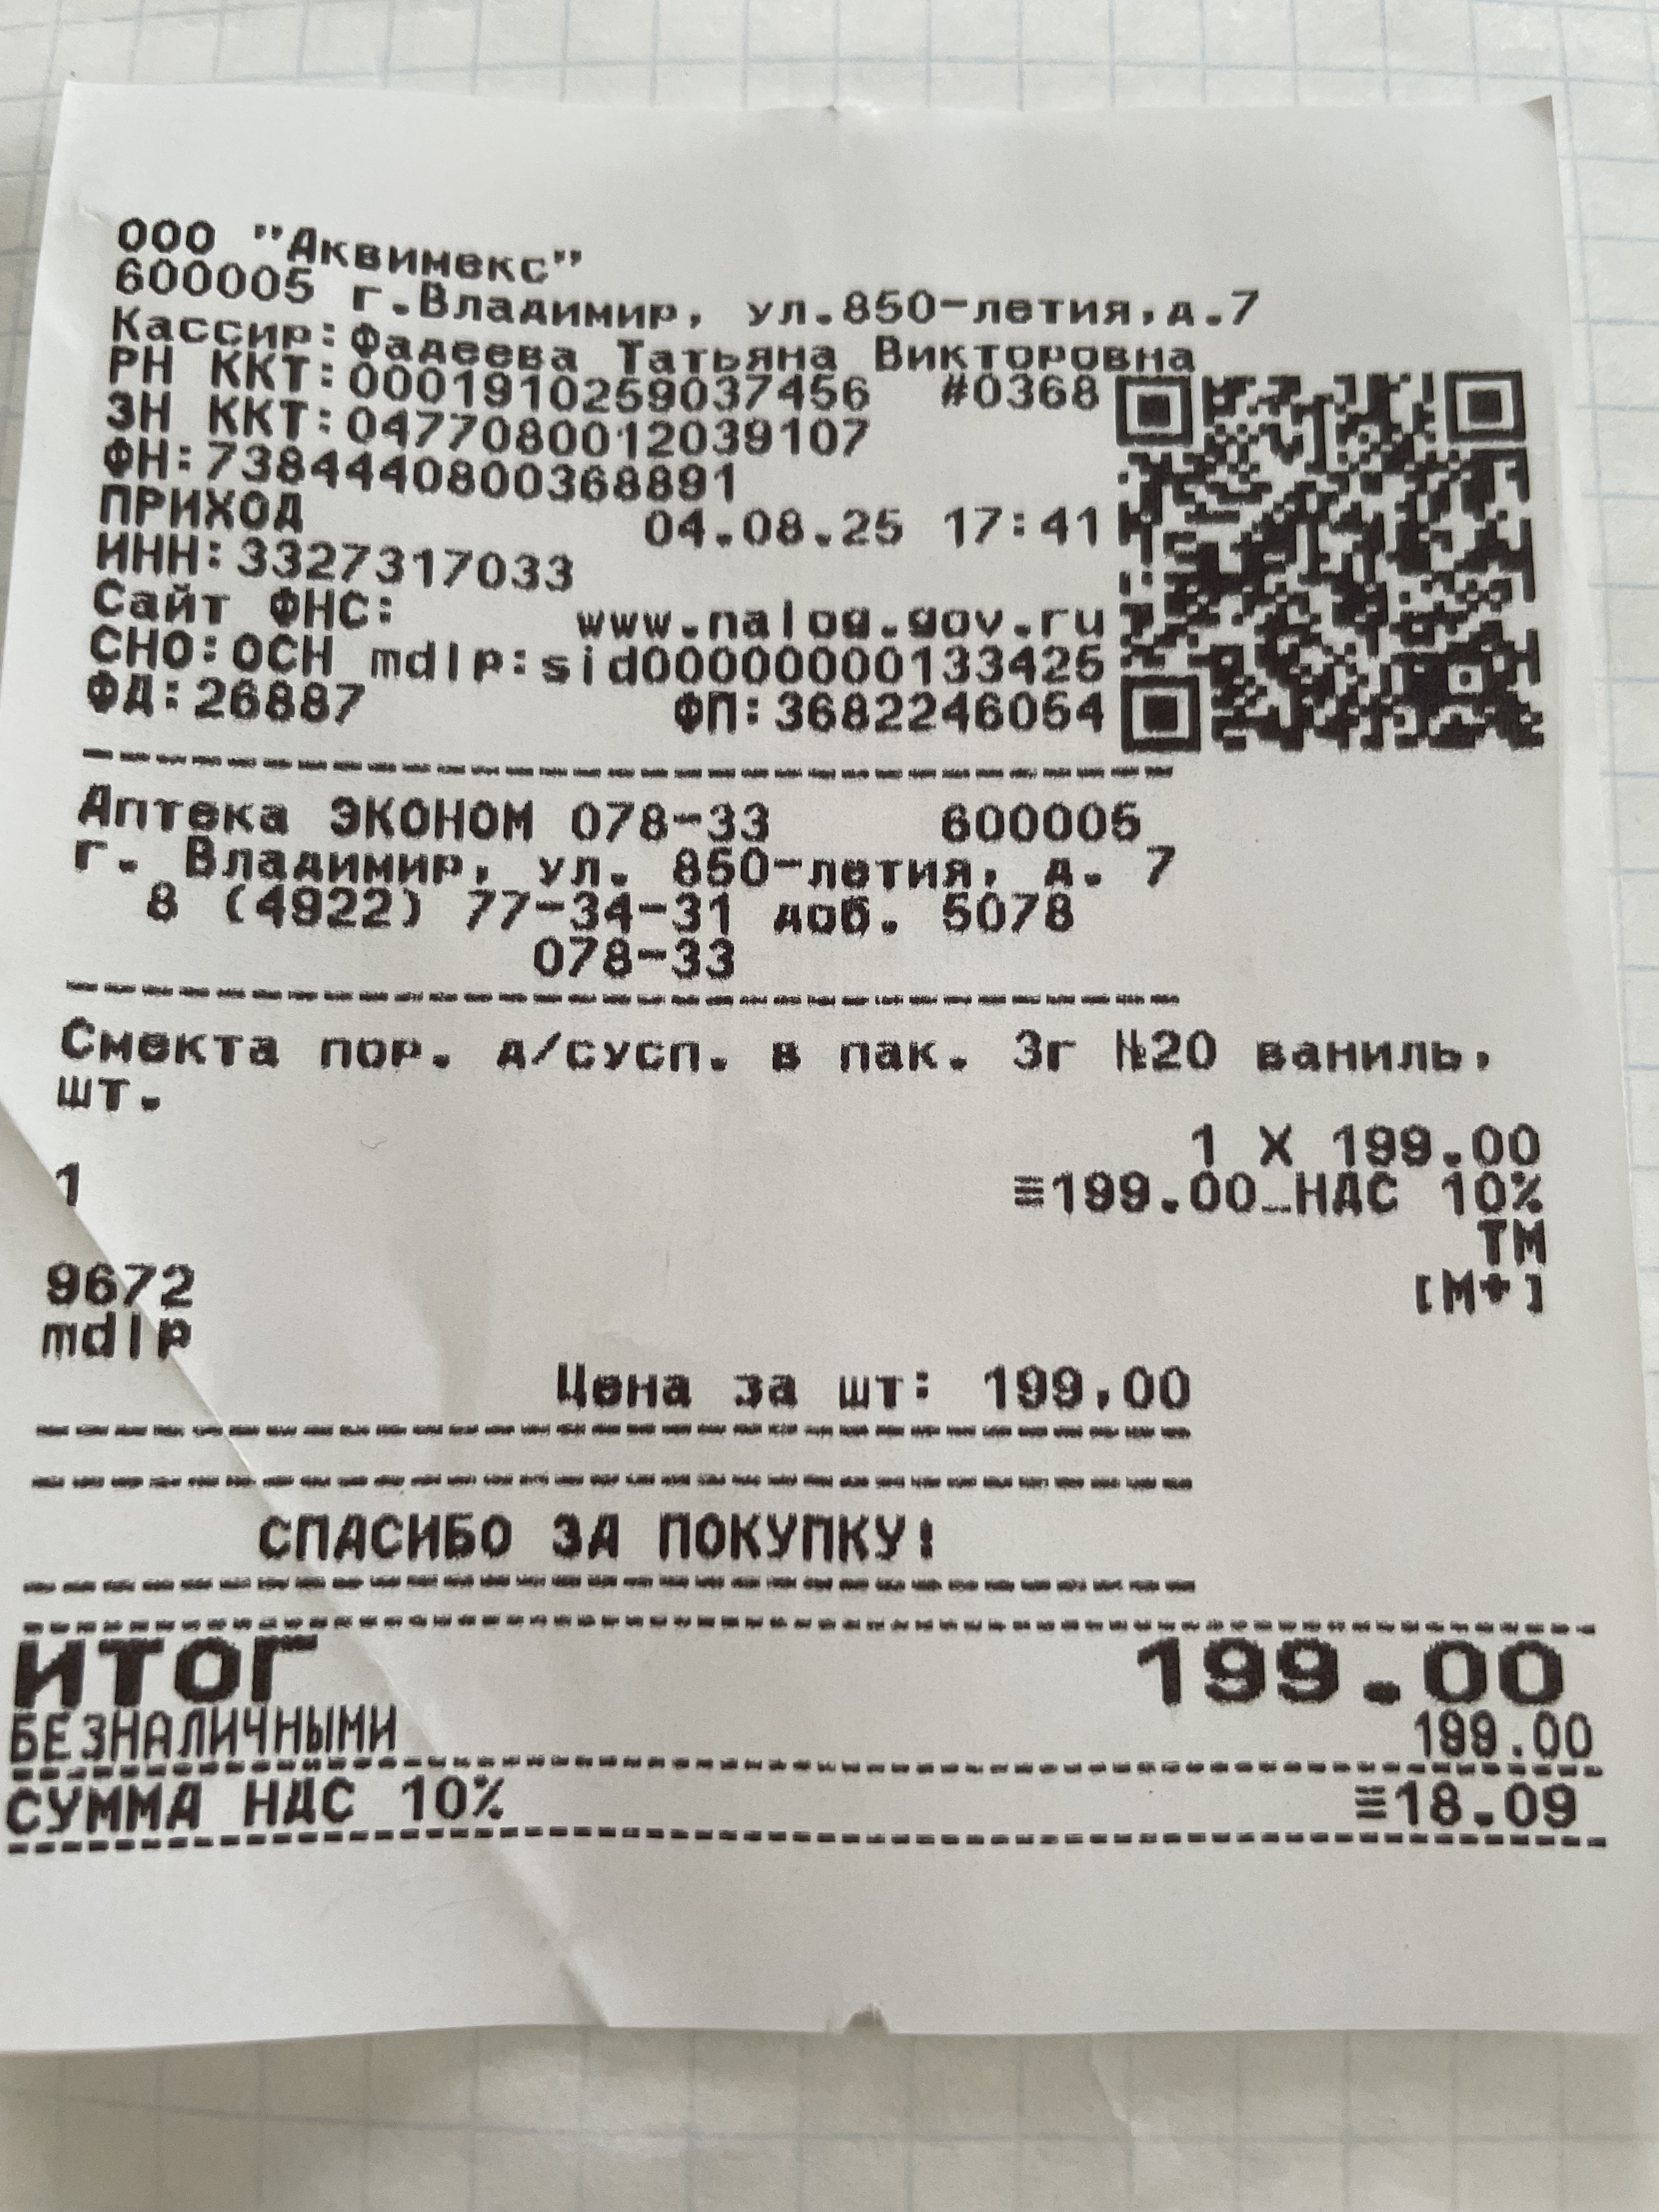 ООО "Аквимекс"
600005 г.Владимир, ул.850-летия,д.7
Кассир:Фадеева Татьяна Викторовна
РН ККТ:0001910259037456 #0368
ЗН ККТ:0477080012039107
ФН:7384440800368891
ПРИХОД 04.08.25 17:41
ИНН:3327317033
Сайт ФНС: www.nalog.gov.ru
СНО:ОСН mdlp:sid00000000133425
ФД:26887 ФП:3682246054
Аптека ЭКОНОМ 078-33 600005
г. Владимир, ул. 850-летия, д. 7
8 (4922) 77-34-31 доб. 5078
078-33
Смекта пор. д/сусп. в пак. 3г №20 ваниль,
шт.
1 X 199.00
1 ≡199.00_НДС 10%
ТМ
9672 [М+]
mdlp
Цена за шт: 199,00
СПАСИБО ЗА ПОКУПКУ!
ИТОГ 199.00
БЕЗНАЛИЧНЫМИ 199.00
СУММА НДС 10% ≡18.09